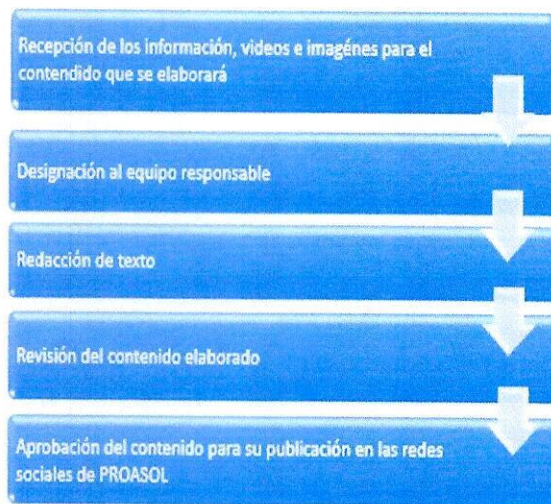 Recepción de los información, videos e imagénes para el
contendido que se elaborará
Designación al equipo responsable
Redacción de texto
Revisión del contenido elaborado
Aprobación del contenido para su publicación en las redes
sociales de PROASOL